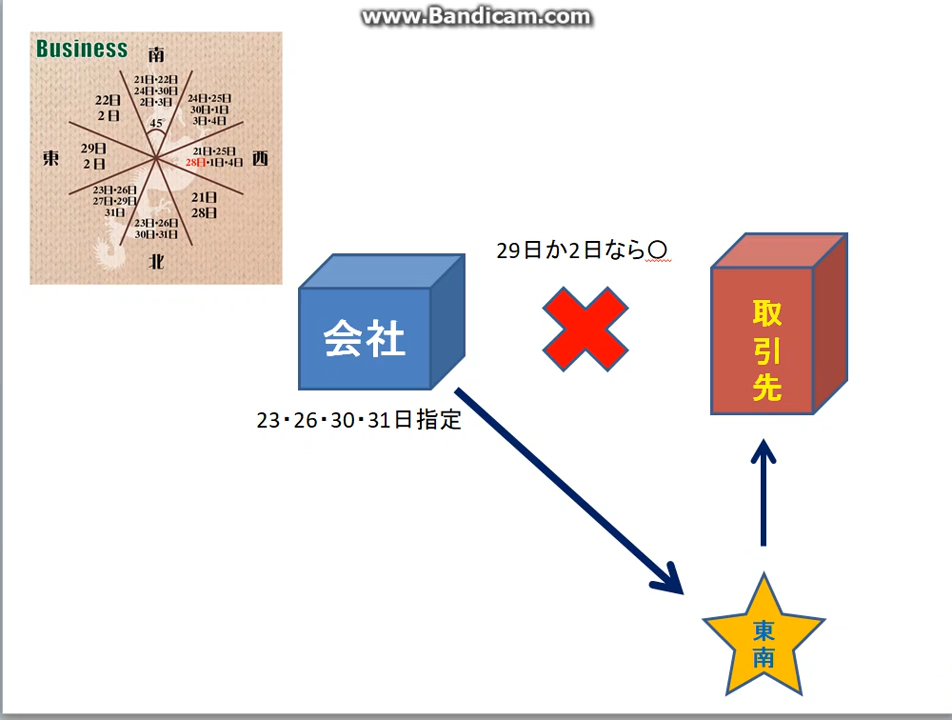 www.Bandicam.com
Business
南
21日・22日
24日・30日
2日・3日
22日
2日
24日・25日
30日・1日
3日・4日
45°
東
29日
2日
21日・25日
28日・1日・4日
西
23日・26日
27日・29日
31日
21日
28日
23日・26日
30日・31日
北
29日か2日なら〇
会社
取引先
23・26・30・31日指定
東南